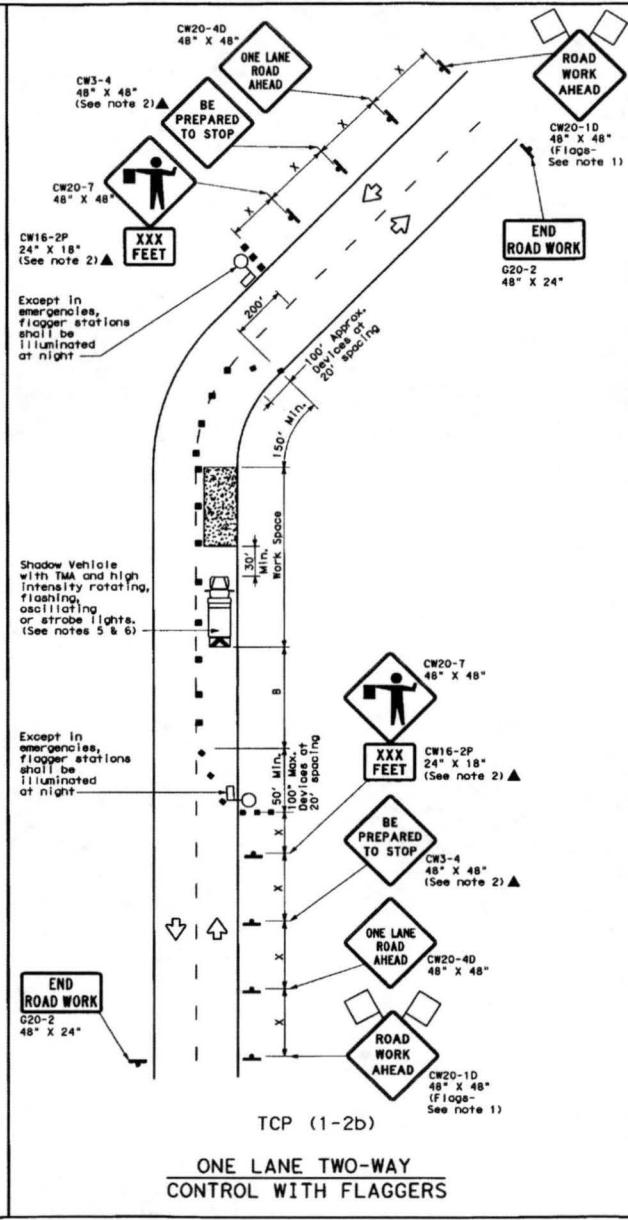 CW20-4D
48" X 48"
ONE LANE
ROAD
AHEAD
CW3-4
48" X 48"
(See note 2)▲
BE
PREPARED
TO STOP
CW20-7
48" X 48"
CW16-2P
24" X 18"
(See note 2)▲
XXX
FEET
X
X
X
X
ROAD
WORK
AHEAD
CW20-1D
48" X 48"
(Flags-
See note 1)
END
ROAD WORK
G20-2
48" X 24"
Except in
emergencies,
flagger stations
shall be
illuminated
at night
200'
100' Approx.
Devices at
20' spacing
150' Min.
30'
Min.
Work Space
Shadow Vehicle
with TMA and high
intensity rotating,
flashing,
oscillating
or strobe lights.
(See notes 5 & 6)
B
Except in
emergencies,
flagger stations
shall be
illuminated
at night
50' Min.
100" Max.
Devices at
20' spacing
CW20-7
48" X 48"
XXX
FEET
CW16-2P
24" X 18"
(See note 2)▲
BE
PREPARED
TO STOP
CW3-4
48" X 48"
(See note 2)▲
ONE LANE
ROAD
AHEAD
CW20-4D
48" X 48"
X
X
X
X
END
ROAD WORK
G20-2
48" X 24"
ROAD
WORK
AHEAD
CW20-1D
48" X 48"
(Flags-
See note 1)
TCP (1-2b)
ONE LANE TWO-WAY
CONTROL WITH FLAGGERS